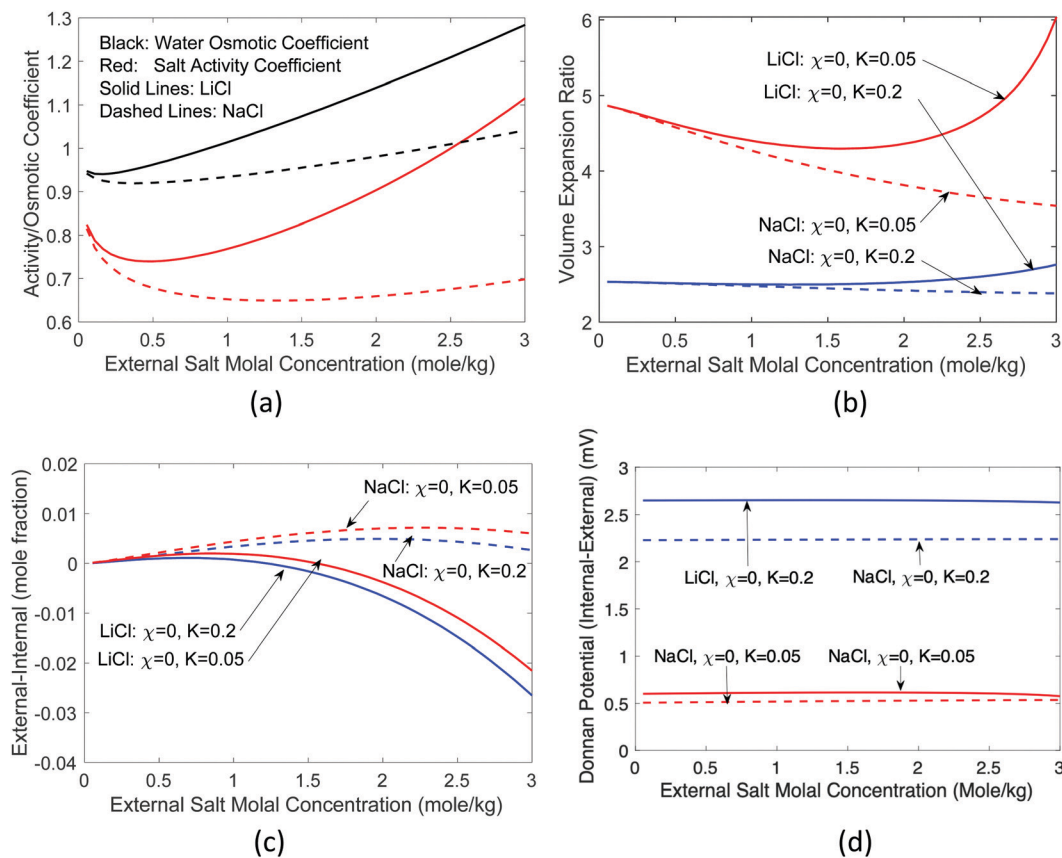 1.3
1.2
1.1
1
0.9
0.8
0.7
0.6
Activity/Osmotic Coefficient
Black: Water Osmotic Coefficient
Red: Salt Activity Coefficient
Solid Lines: LiCl
Dashed Lines: NaCl
0 0.5 1 1.5 2 2.5 3
External Salt Molal Concentration (mole/kg)
(a)
6
5
4
3
2
Volume Expansion Ratio
LiCl: χ=0, K=0.05
LiCl: χ=0, K=0.2
NaCl: χ=0, K=0.05
NaCl: χ=0, K=0.2
0 0.5 1 1.5 2 2.5 3
External Salt Molal Concentration (mole/kg)
(b)
0.02
0.01
0
-0.01
-0.02
-0.03
-0.04
External-Internal (mole fraction)
NaCl: χ=0, K=0.05
NaCl: χ=0, K=0.2
LiCl: χ=0, K=0.2
LiCl: χ=0, K=0.05
0 0.5 1 1.5 2 2.5 3
External Salt Molal Concentration (mole/kg)
(c)
3
2.5
2
1.5
1
0.5
0
Donnan Potential (Internal-External) (mV)
LiCl, χ=0, K=0.2
NaCl, χ=0, K=0.2
NaCl, χ=0, K=0.05
NaCl, χ=0, K=0.05
0 0.5 1 1.5 2 2.5 3
External Salt Molal Concentration (Mole/kg)
(d)